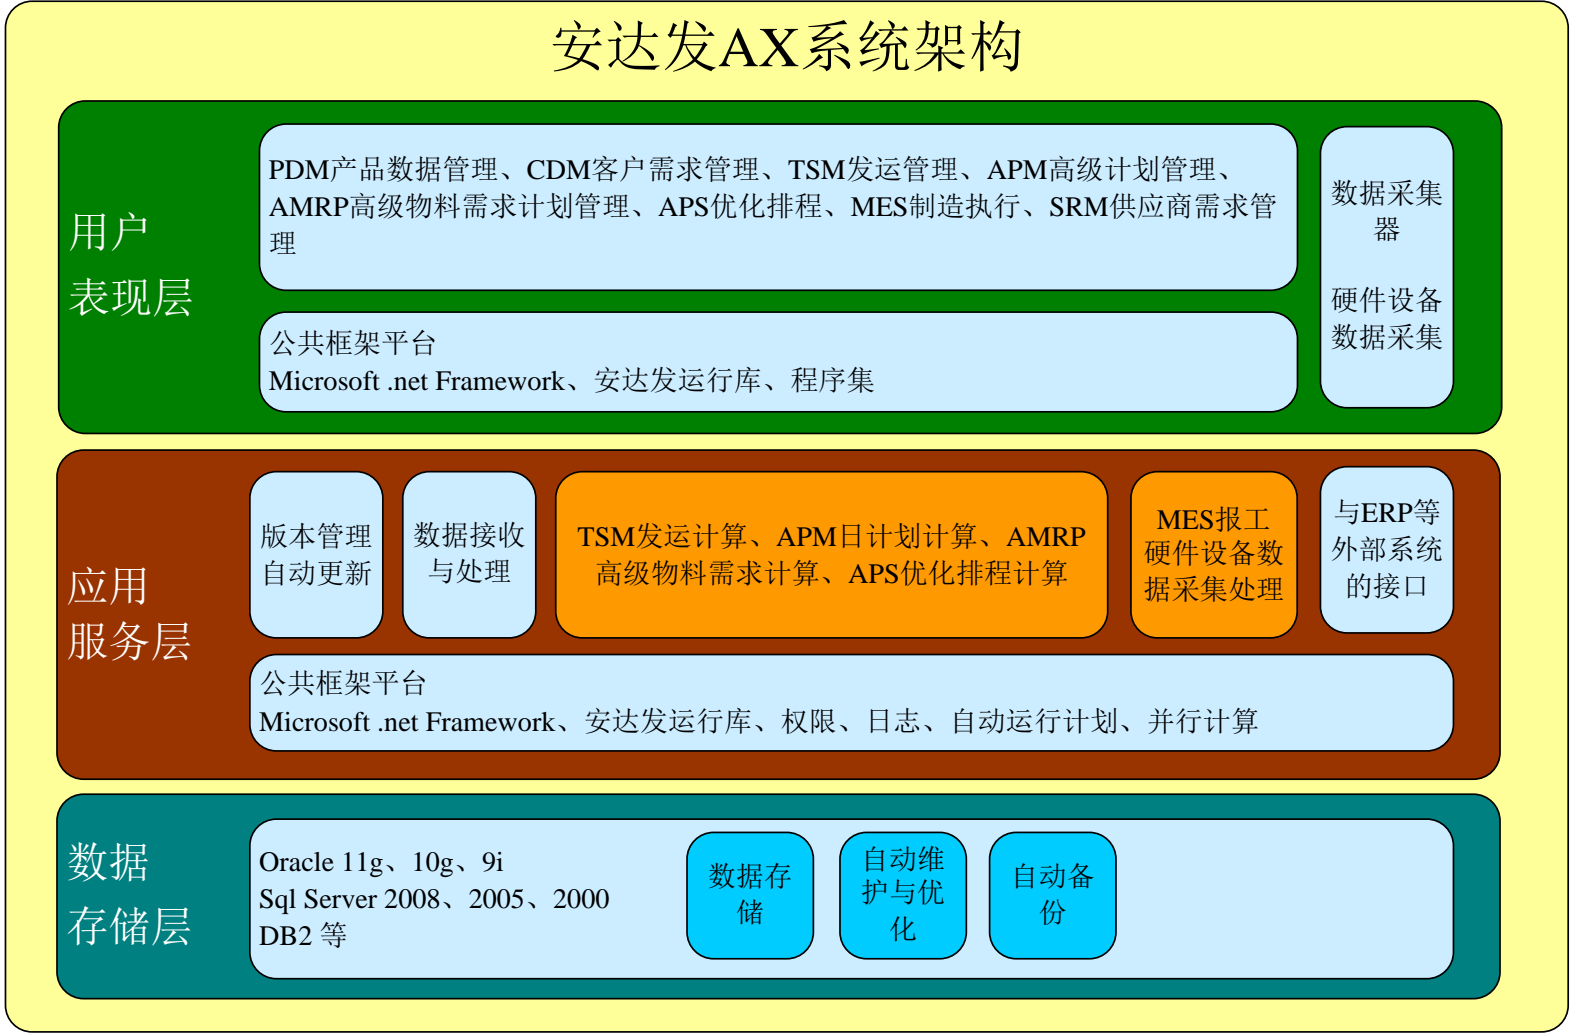 安达发AX系统架构
用户
表现层
PDM产品数据管理、CDM客户需求管理、TSM发运管理、APM高级计划管理、
AMRP高级物料需求计划管理、APS优化排程、MES制造执行、SRM供应商需求管
理
公共框架平台
Microsoft .net Framework、安达发运行库、程序集
数据采集
器
硬件设备
数据采集
应用
服务层
版本管理
自动更新
数据接收
与处理
TSM发运计算、APM日计划计算、AMRP
高级物料需求计算、APS优化排程计算
MES报工
硬件设备数
据采集处理
与ERP等
外部系统
的接口
公共框架平台
Microsoft .net Framework、安达发运行库、权限、日志、自动运行计划、并行计算
数据
存储层
Oracle 11g、10g、9i
Sql Server 2008、2005、2000
DB2 等
数据存
储
自动维
护与优
化
自动备
份